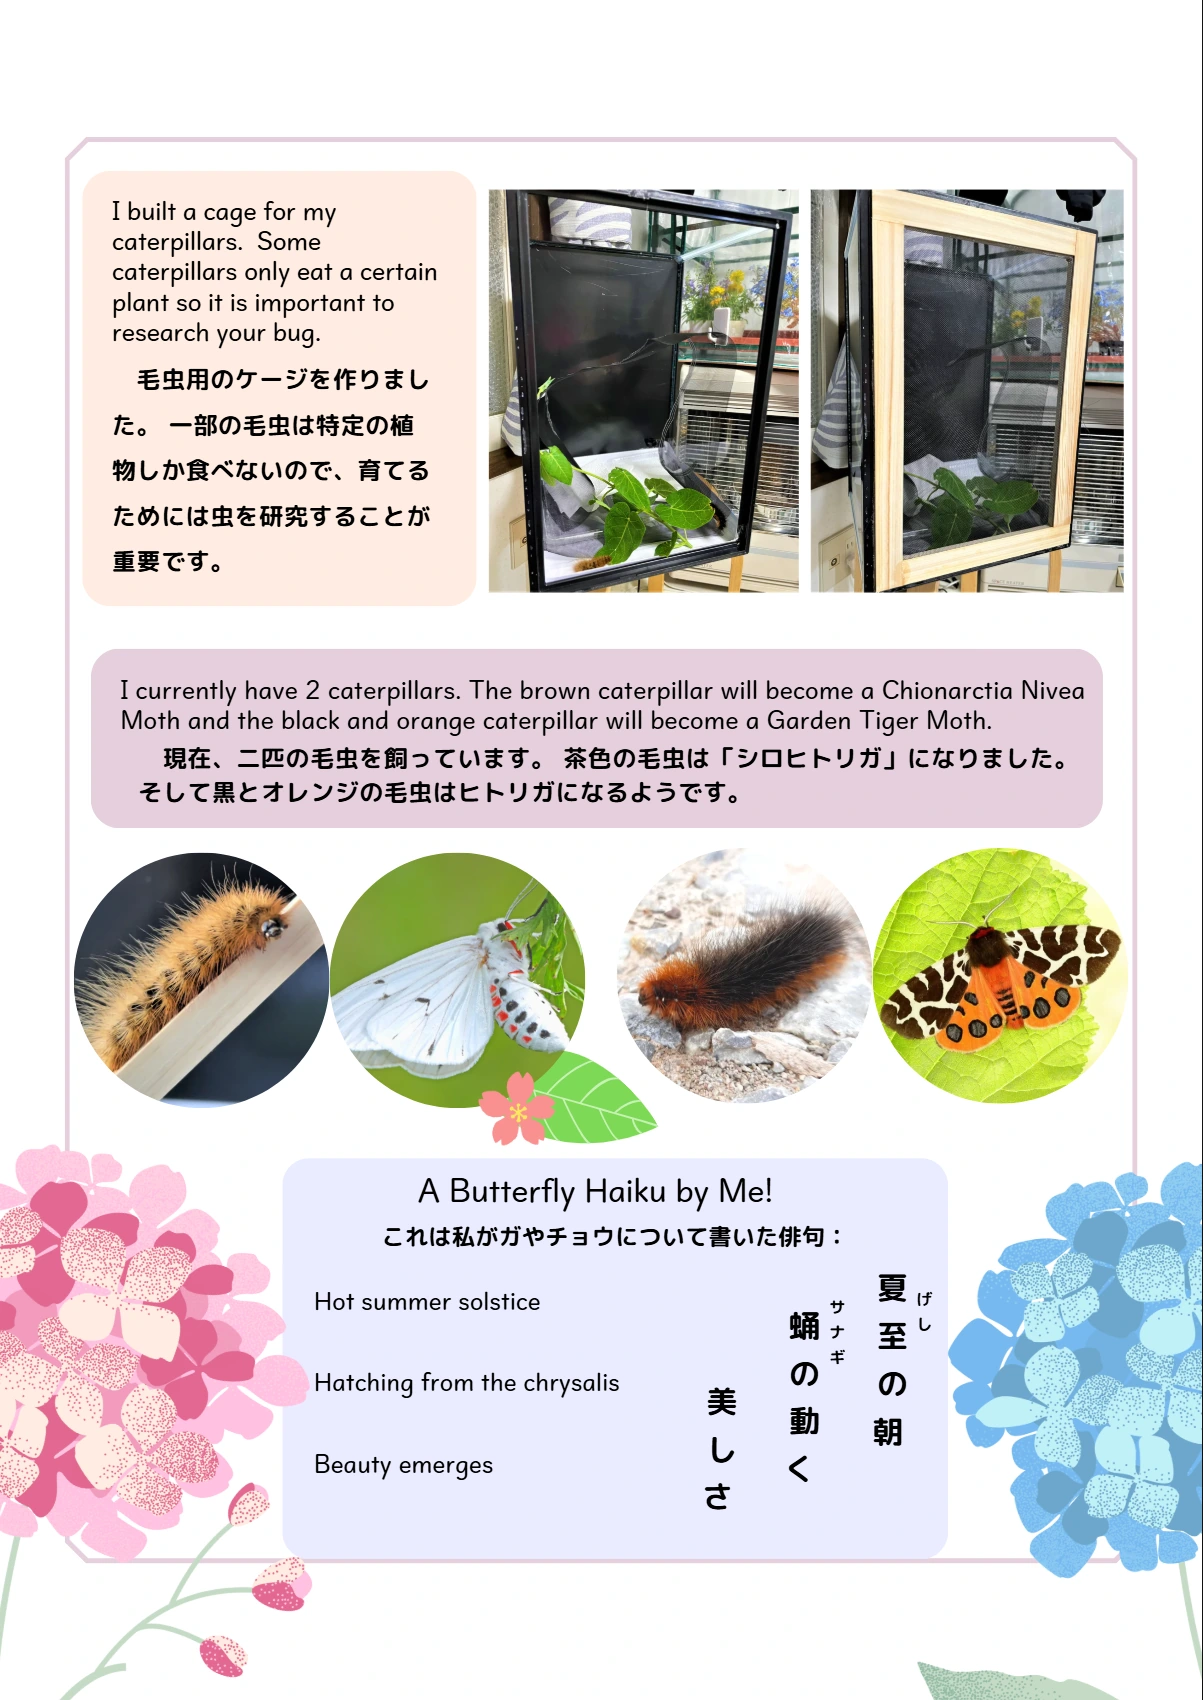 I built a cage for my
caterpillars.  Some
caterpillars only eat a certain
plant so it is important to
research your bug.
毛虫用のケージを作りまし
た。 一部の毛虫は特定の植
物しか食べないので、育てる
ためには虫を研究することが
重要です。
I currently have 2 caterpillars. The brown caterpillar will become a Chionarctia Nivea
Moth and the black and orange caterpillar will become a Garden Tiger Moth.
現在、二匹の毛虫を飼っています。 茶色の毛虫は「シロヒトリガ」になりました。
そして黒とオレンジの毛虫はヒトリガになるようです。
A Butterfly Haiku by Me!
これは私がガやチョウについて書いた俳句：
Hot summer solstice
Hatching from the chrysalis
Beauty emerges
げし
夏至の朝
サナギ
蛹の動く
美しさ